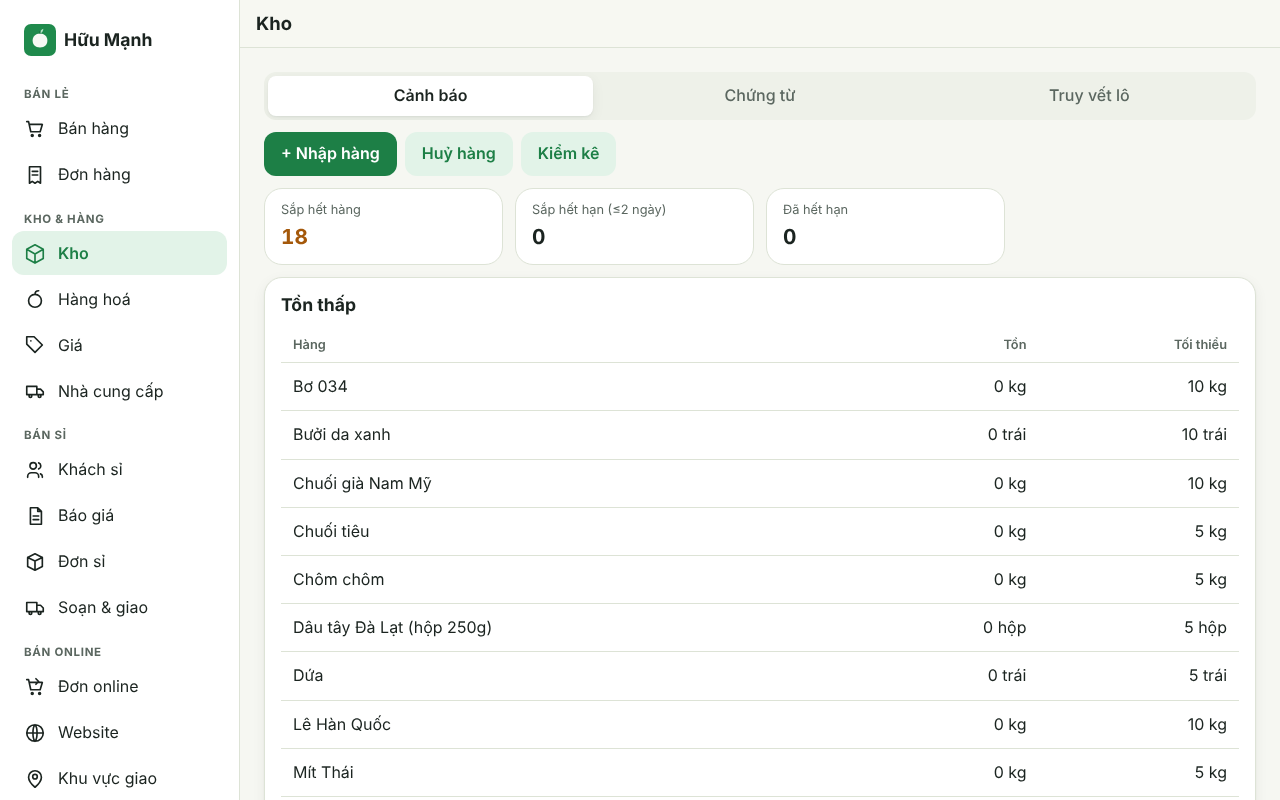 Hữu Mạnh
BÁN LẺ
Bán hàng
Đơn hàng
KHO & HÀNG
Kho
Hàng hoá
Giá
Nhà cung cấp
BÁN SỈ
Khách sỉ
Báo giá
Đơn sỉ
Soạn & giao
BÁN ONLINE
Đơn online
Website
Khu vực giao
Kho
Cảnh báo Chứng từ Truy vết lô
+ Nhập hàng Huỷ hàng Kiểm kê
Sắp hết hàng Sắp hết hạn (≤2 ngày) Đã hết hạn
18 0 0
Tồn thấp
Hàng Tồn Tối thiểu
Bơ 034 0 kg 10 kg
Bưởi da xanh 0 trái 10 trái
Chuối già Nam Mỹ 0 kg 10 kg
Chuối tiêu 0 kg 5 kg
Chôm chôm 0 kg 5 kg
Dâu tây Đà Lạt (hộp 250g) 0 hộp 5 hộp
Dứa 0 trái 5 trái
Lê Hàn Quốc 0 kg 10 kg
Mít Thái 0 kg 5 kg